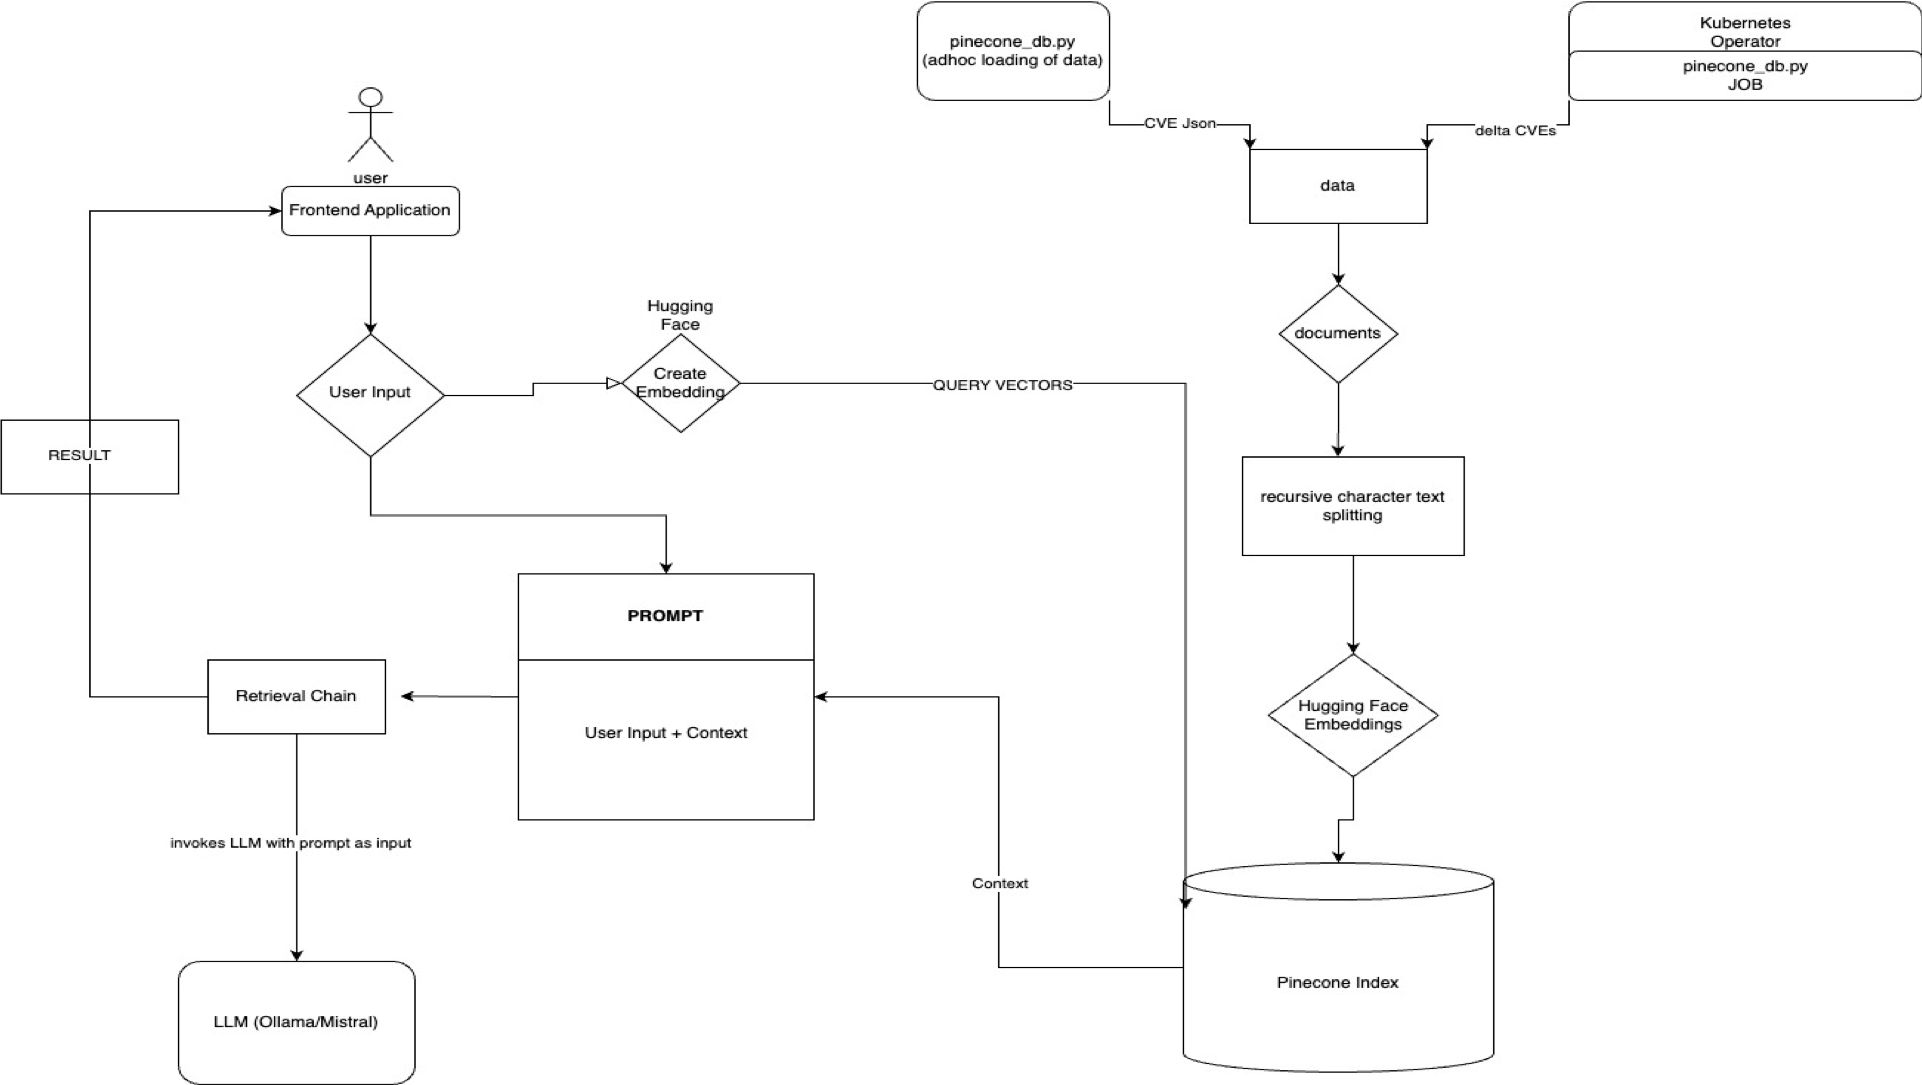 pinecone_db.py
(adhoc loading of data)
Kubernetes
Operator
pinecone_db.py
JOB
CVE Json
delta CVEs
user
Frontend Application
data
Hugging
Face
documents
User Input
Create
Embedding
QUERY VECTORS
RESULT
recursive character text
splitting
PROMPT
Retrieval Chain
User Input + Context
Hugging Face
Embeddings
invokes LLM with prompt as input
Context
Pinecone Index
LLM (Ollama/Mistral)